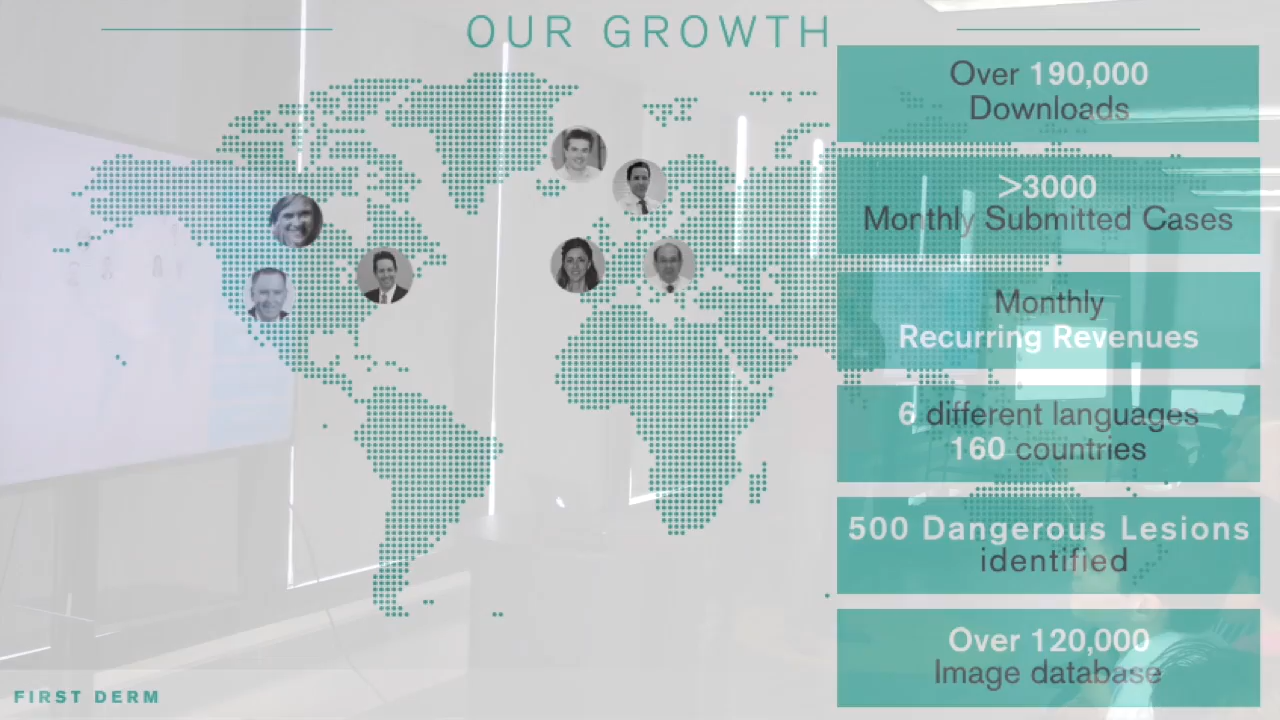 OUR GROWTH
Over 190,000
Downloads
>3000
Monthly Submitted Cases
Monthly
Recurring Revenues
6 different languages
160 countries
500 Dangerous Lesions
identified
Over 120,000
Image database
FIRST DERM